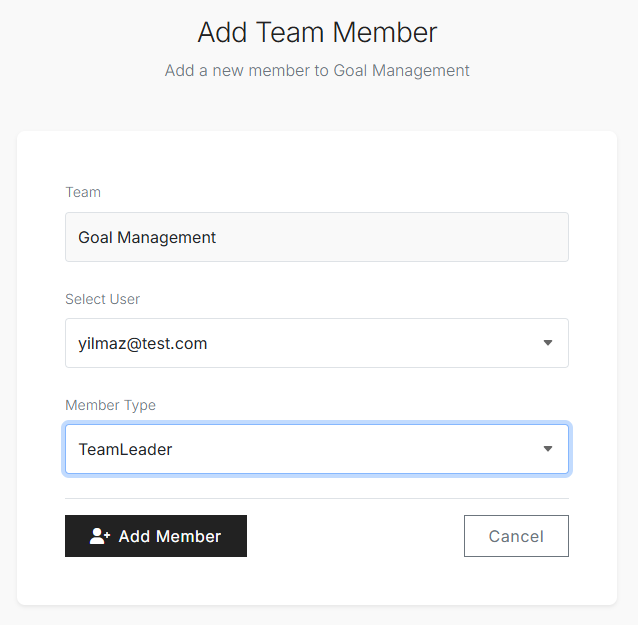 Add Team Member
Add a new member to Goal Management
Team
Goal Management
Select User
yilmaz@test.com
Member Type
TeamLeader
Add Member
Cancel